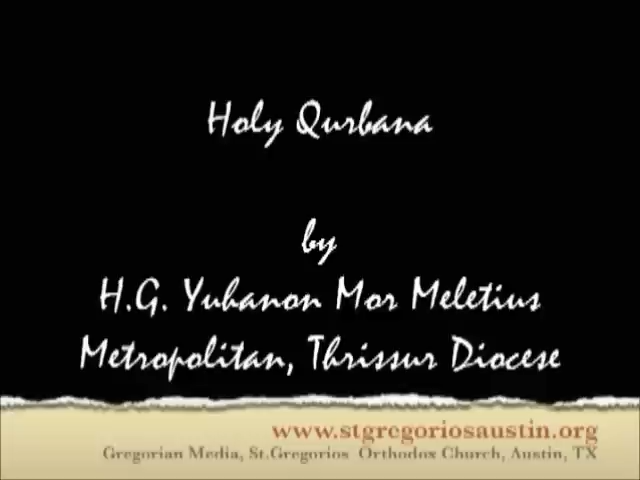 Holy Qurbana
by
H.G. Yuhanon Mor Meletius
Metropolitan, Thrissur Diocese
www.stgregoriosaustin.org
Gregorian Media, St.Gregorios Orthodox Church, Austin, TX